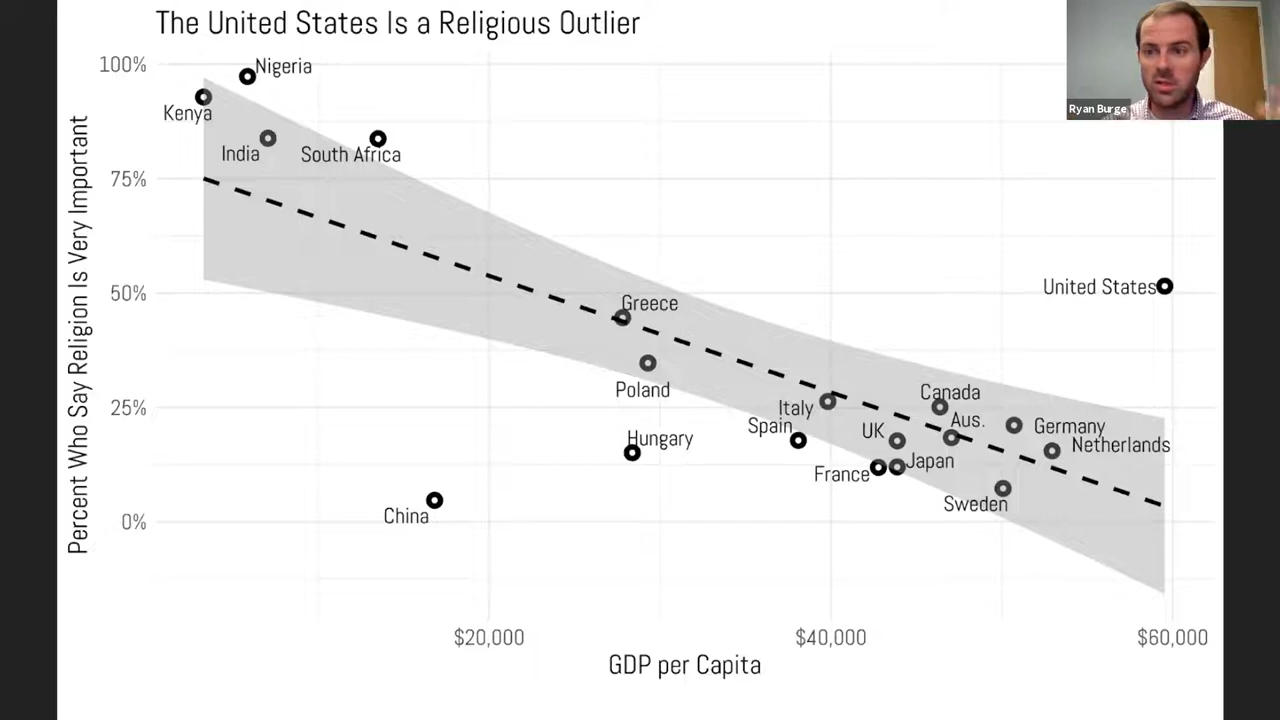 The United States Is a Religious Outlier
Ryan Burge
Percent Who Say Religion Is Very Important
100%
75%
50%
25%
0%
Nigeria
Kenya
India
South Africa
United States
Greece
Poland
Canada
Italy
Aus.
Spain
UK
Germany
Hungary
Netherlands
Japan
France
Sweden
China
$20,000
$40,000
$60,000
GDP per Capita